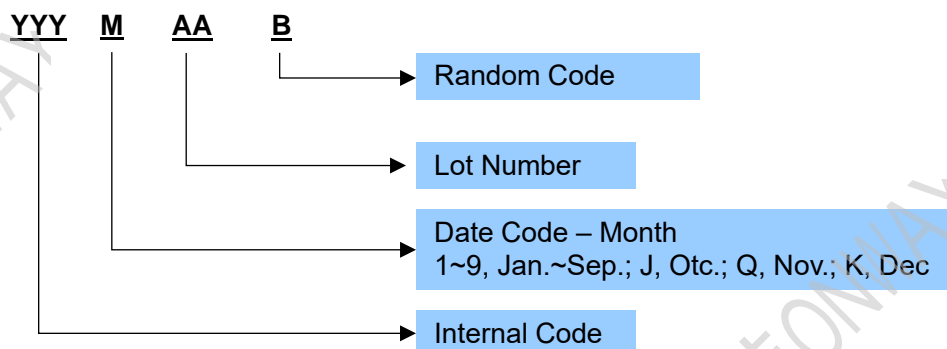 YYY M AA B
Random Code
Lot Number
Date Code – Month
1~9, Jan.~Sep.; J, Otc.; Q, Nov.; K, Dec
Internal Code